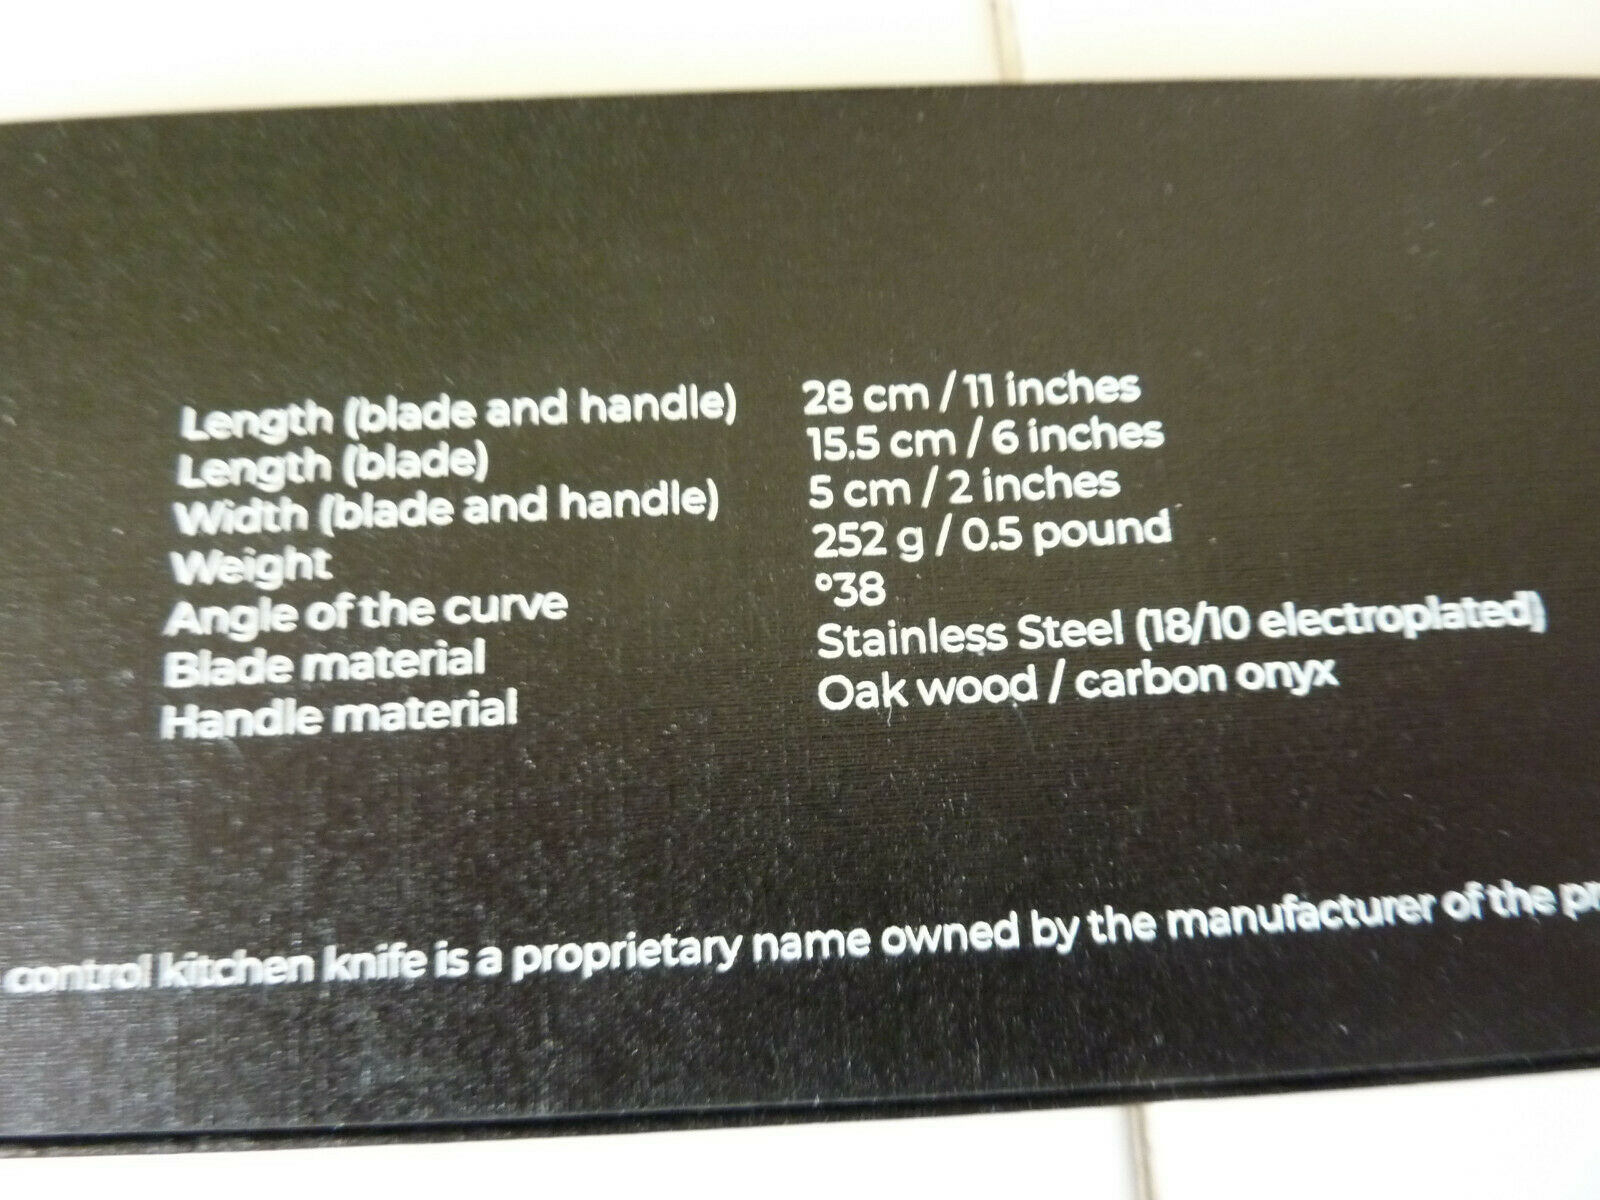 Length (blade and handle) 28 cm / 11 inches
Length (blade) 15.5 cm / 6 inches
Width (blade and handle) 5 cm / 2 inches
Weight 252 g / 0.5 pound
Angle of the curve °38
Blade material Stainless Steel (18/10 electroplated)
Handle material Oak wood / carbon onyx
control kitchen knife is a proprietary name owned by the manufacturer of the